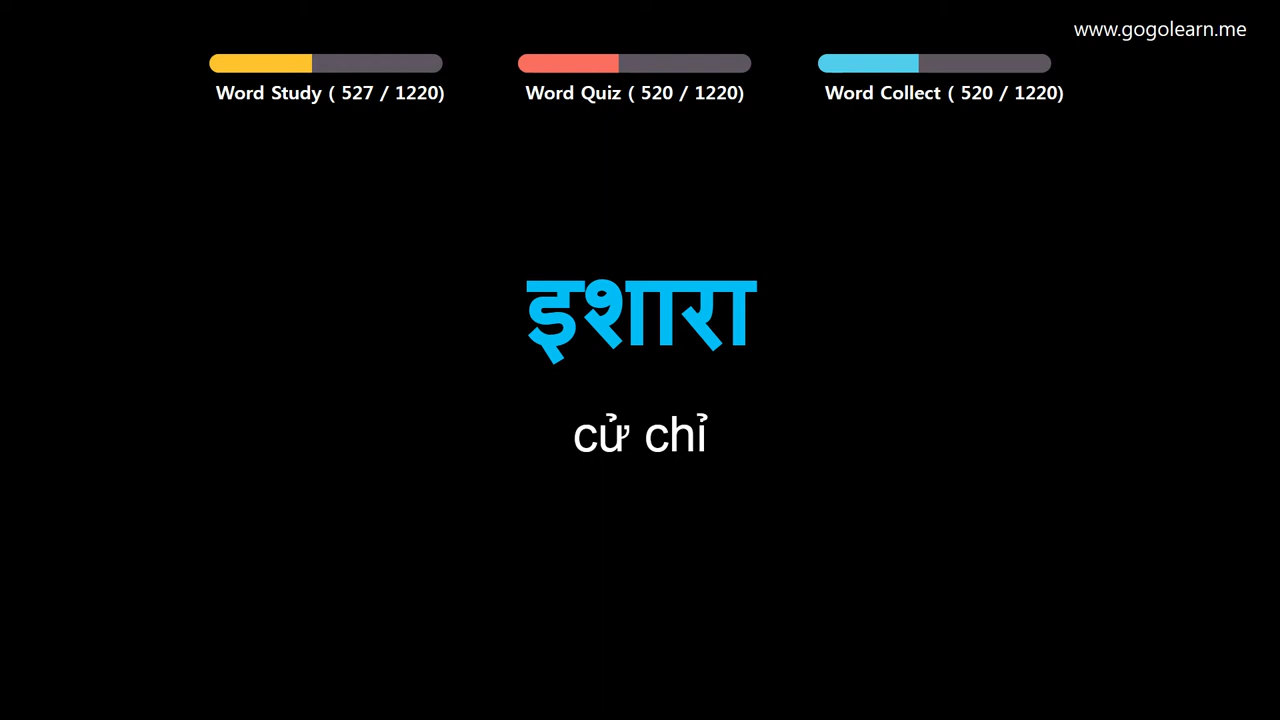 www.gogolearn.me
Word Study ( 527 / 1220)
Word Quiz ( 520 / 1220)
Word Collect ( 520 / 1220)
इशारा
cử chỉ